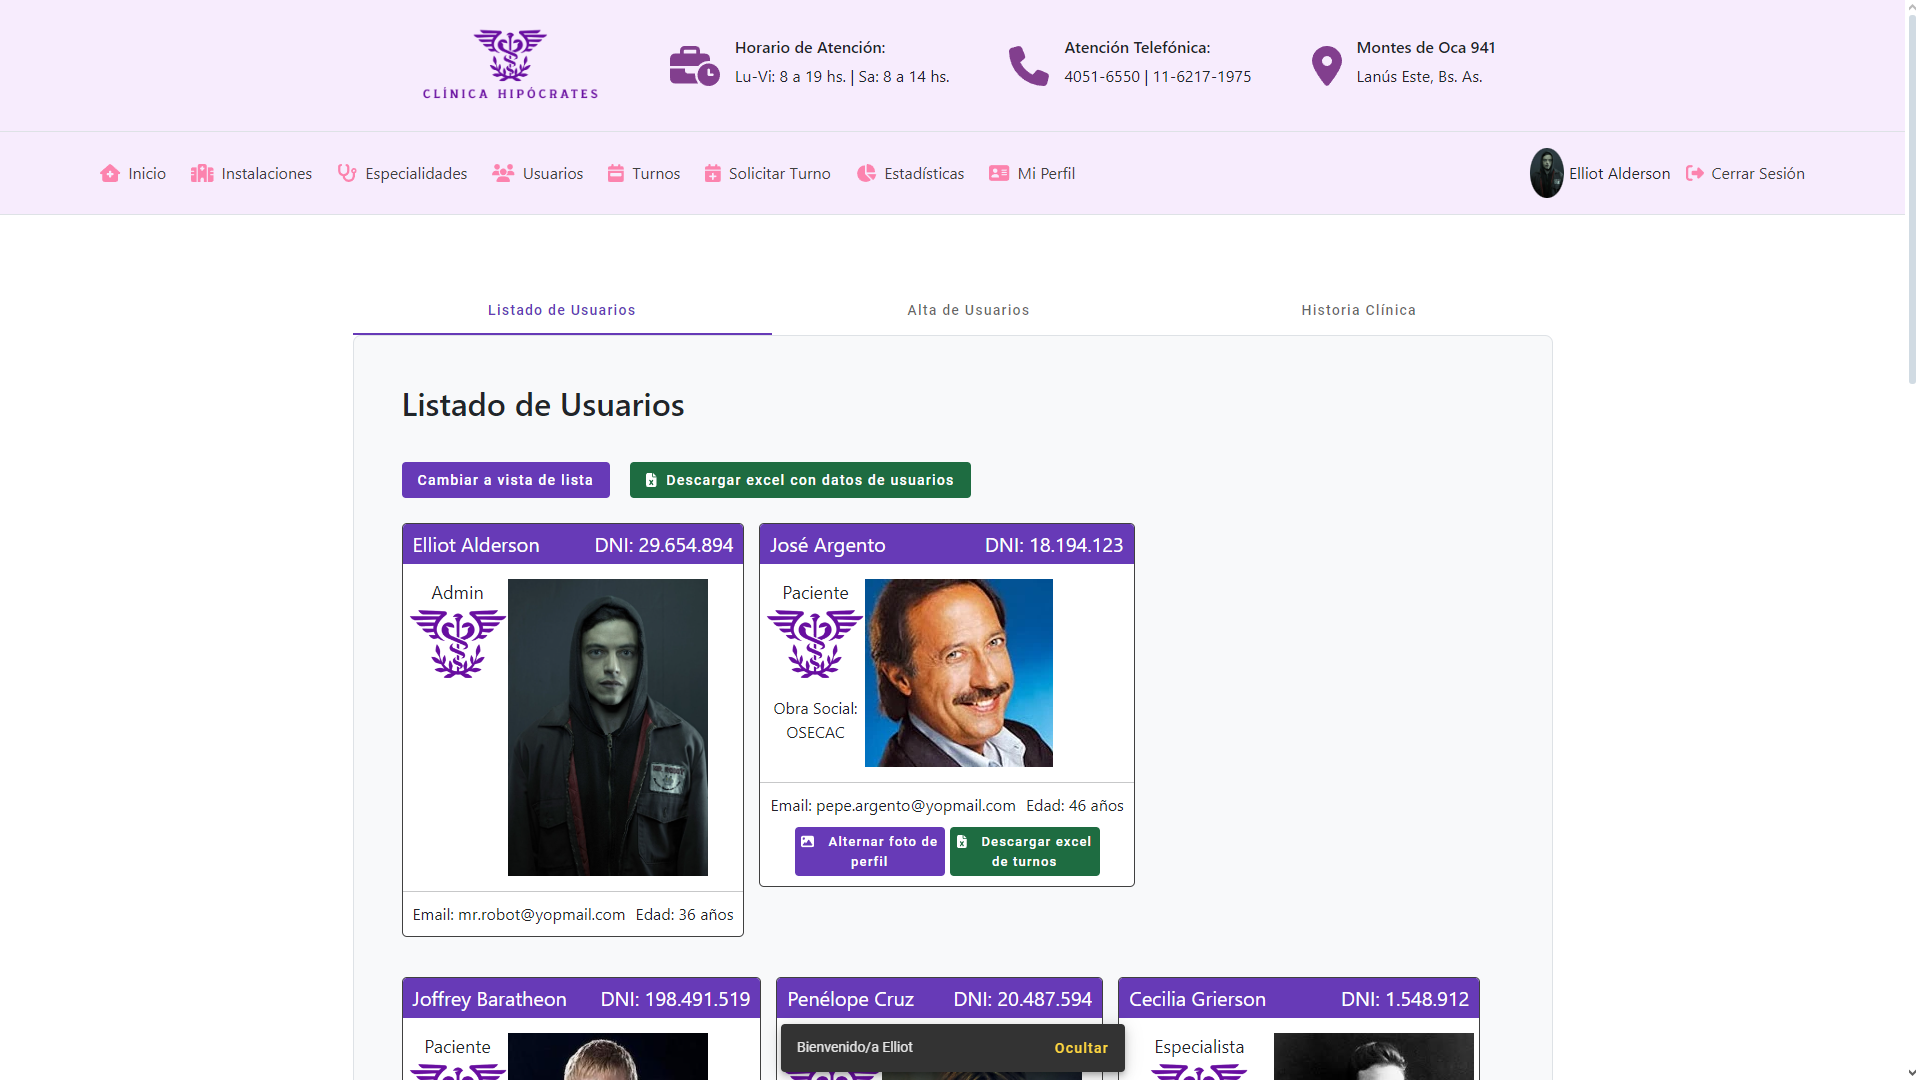 CLÍNICA HIPÓCRATES
Horario de Atención:
Lu-Vi: 8 a 19 hs. | Sa: 8 a 14 hs.
Atención Telefónica:
4051-6550 | 11-6217-1975
Montes de Oca 941
Lanús Este, Bs. As.
Inicio
Instalaciones
Especialidades
Usuarios
Turnos
Solicitar Turno
Estadísticas
Mi Perfil
Elliot Alderson
Cerrar Sesión
Listado de Usuarios
Alta de Usuarios
Historia Clínica
Listado de Usuarios
Cambiar a vista de lista
Descargar excel con datos de usuarios
Elliot Alderson DNI: 29.654.894
Admin
MR. ROBOT
Email: mr.robot@yopmail.com Edad: 36 años
José Argento DNI: 18.194.123
Paciente
Obra Social:
OSECAC
Email: pepe.argento@yopmail.com Edad: 46 años
Alternar foto de
perfil
Descargar excel
de turnos
Joffrey Baratheon DNI: 198.491.519
Paciente
Penélope Cruz DNI: 20.487.594
Cecilia Grierson DNI: 1.548.912
Especialista
Bienvenido/a Elliot
Ocultar